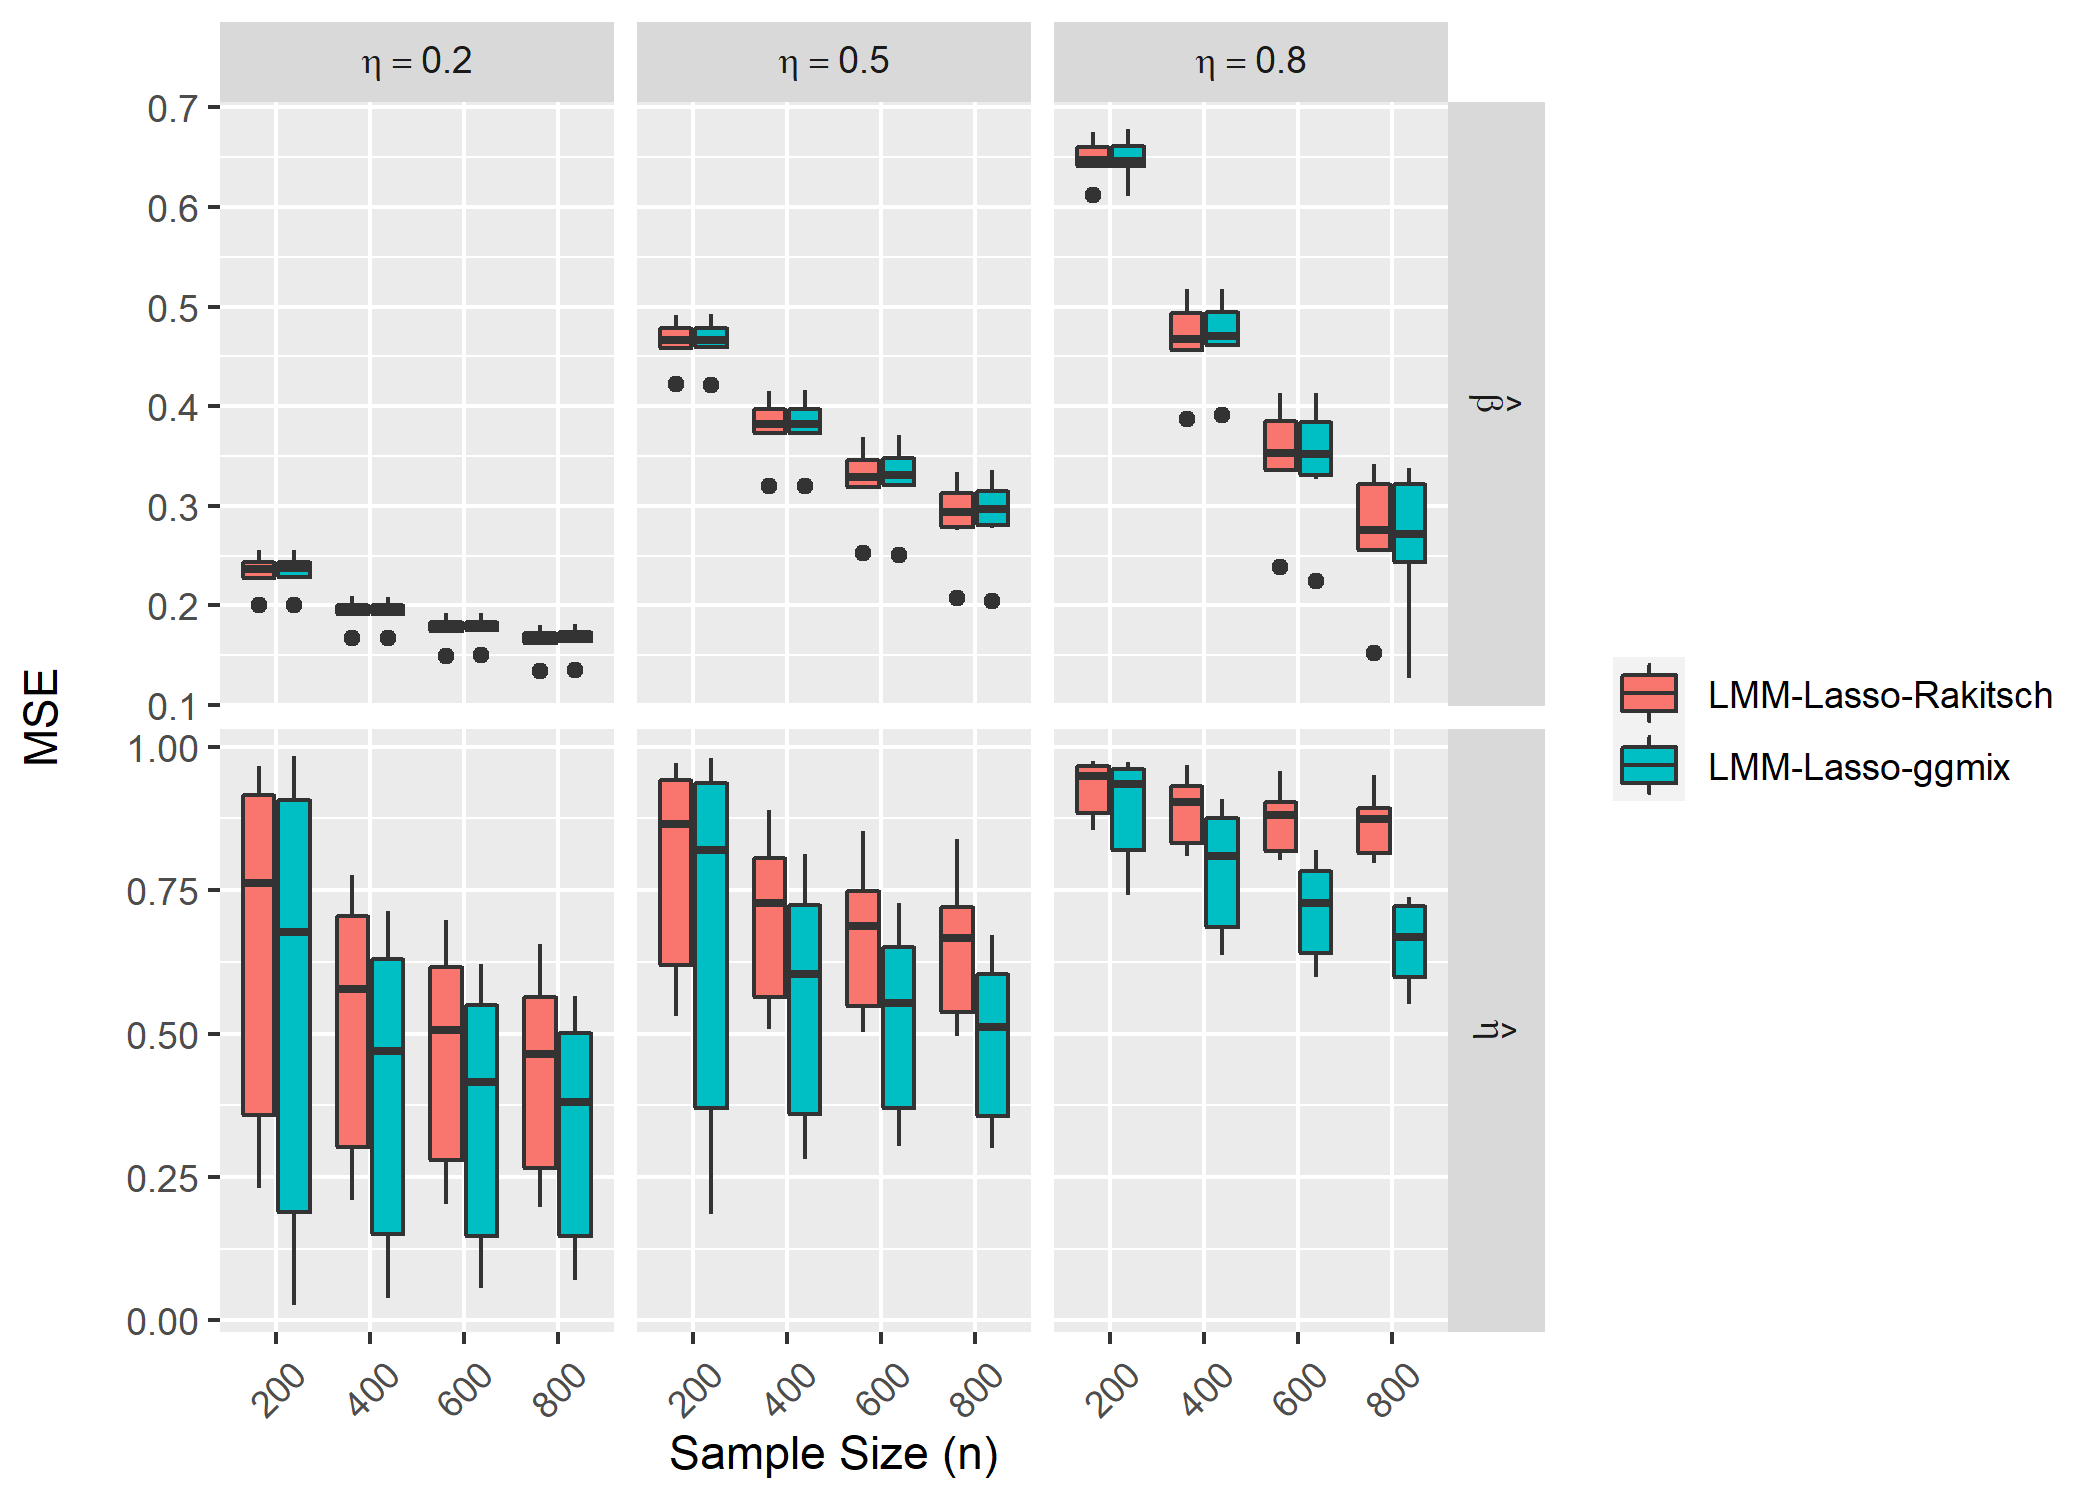 η = 0.2
η = 0.5
η = 0.8
0.7
0.6
0.5
0.4
0.3
0.2
0.1
β̂
MSE
1.00
0.75
0.50
0.25
0.00
η̂
200
400
600
800
200
400
600
800
200
400
600
800
Sample Size (n)
LMM-Lasso-Rakitsch
LMM-Lasso-ggmix